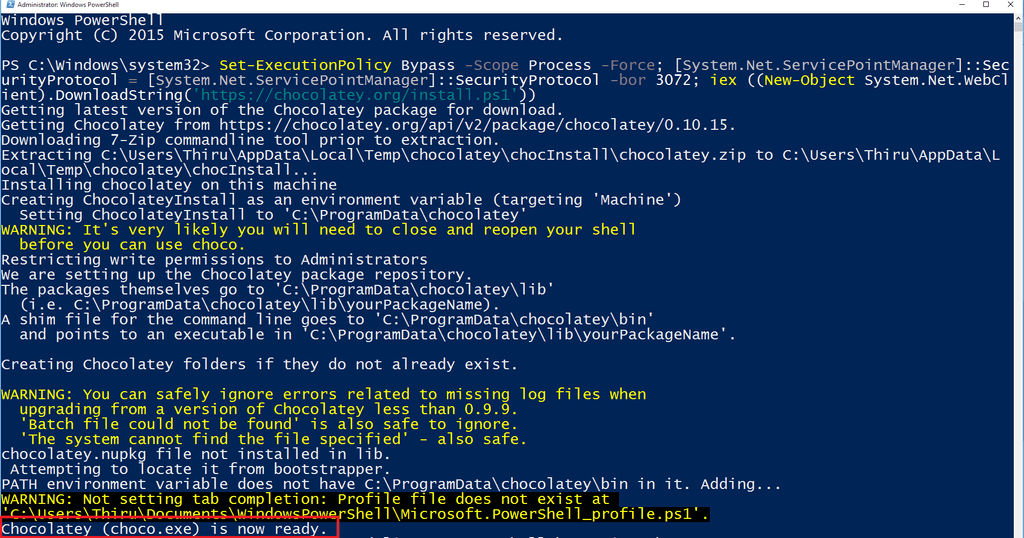 Administrator: Windows PowerShell
Windows PowerShell
Copyright (C) 2015 Microsoft Corporation. All rights reserved.
PS C:\Windows\system32> Set-ExecutionPolicy Bypass -Scope Process -Force; [System.Net.ServicePointManager]::Sec
urityProtocol = [System.Net.ServicePointManager]::SecurityProtocol -bor 3072; iex ((New-Object System.Net.WebCl
ient).DownloadString('https://chocolatey.org/install.ps1'))
Getting latest version of the Chocolatey package for download.
Getting Chocolatey from https://chocolatey.org/api/v2/package/chocolatey/0.10.15.
Downloading 7-Zip commandline tool prior to extraction.
Extracting C:\Users\Thiru\AppData\Local\Temp\chocolatey\chocInstall\chocolatey.zip to C:\Users\Thiru\AppData\L
ocal\Temp\chocolatey\chocInstall...
Installing chocolatey on this machine
Creating ChocolateyInstall as an environment variable (targeting 'Machine')
  Setting ChocolateyInstall to 'C:\ProgramData\chocolatey'
WARNING: It's very likely you will need to close and reopen your shell
  before you can use choco.
Restricting write permissions to Administrators
We are setting up the Chocolatey package repository.
The packages themselves go to 'C:\ProgramData\chocolatey\lib'
  (i.e. C:\ProgramData\chocolatey\lib\yourPackageName).
A shim file for the command line goes to 'C:\ProgramData\chocolatey\bin'
  and points to an executable in 'C:\ProgramData\chocolatey\lib\yourPackageName'.
Creating Chocolatey folders if they do not already exist.
WARNING: You can safely ignore errors related to missing log files when
  upgrading from a version of Chocolatey less than 0.9.9.
  'Batch file could not be found' is also safe to ignore.
  'The system cannot find the file specified' - also safe.
chocolatey.nupkg file not installed in lib.
 Attempting to locate it from bootstrapper.
PATH environment variable does not have C:\ProgramData\chocolatey\bin in it. Adding...
WARNING: Not setting tab completion: Profile file does not exist at
'C:\Users\Thiru\Documents\WindowsPowerShell\Microsoft.PowerShell_profile.ps1'.
Chocolatey (choco.exe) is now ready.